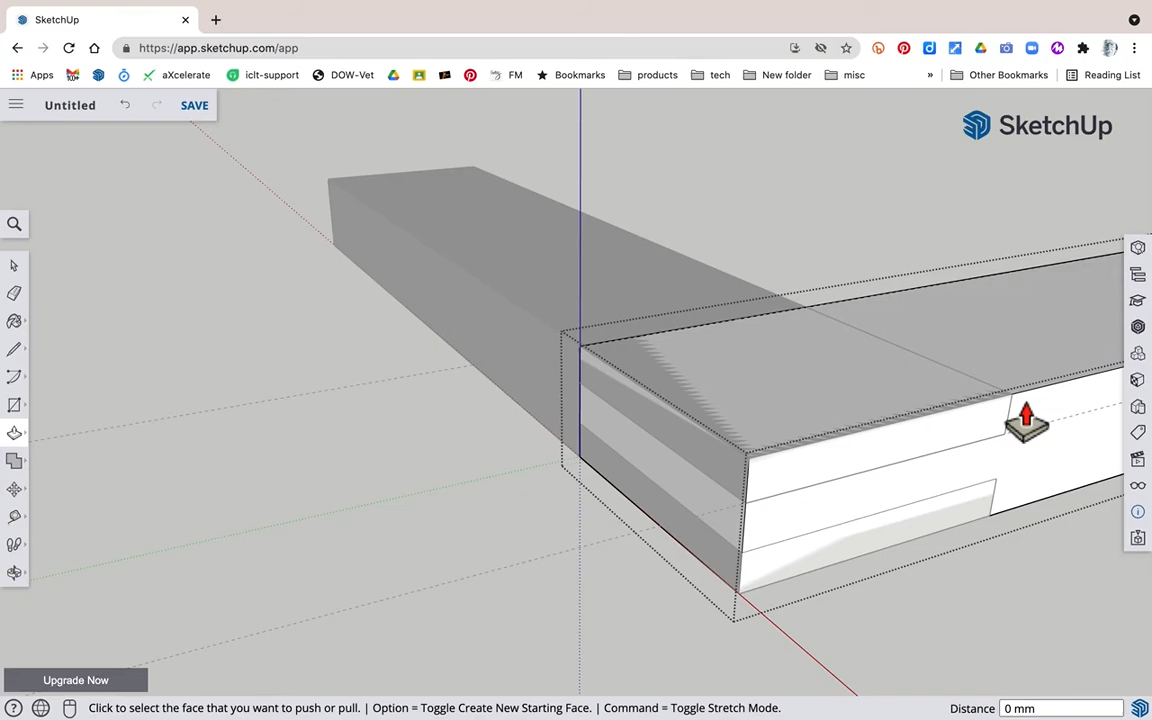 SketchUp
https://app.sketchup.com/app
Apps
aXcelerate
iclt-support
DOW-Vet
FM
Bookmarks
products
tech
New folder
misc
»
Other Bookmarks
Reading List
Untitled
SAVE
SketchUp
Upgrade Now
Click to select the face that you want to push or pull. | Option = Toggle Create New Starting Face. | Command = Toggle Stretch Mode.
Distance
0 mm